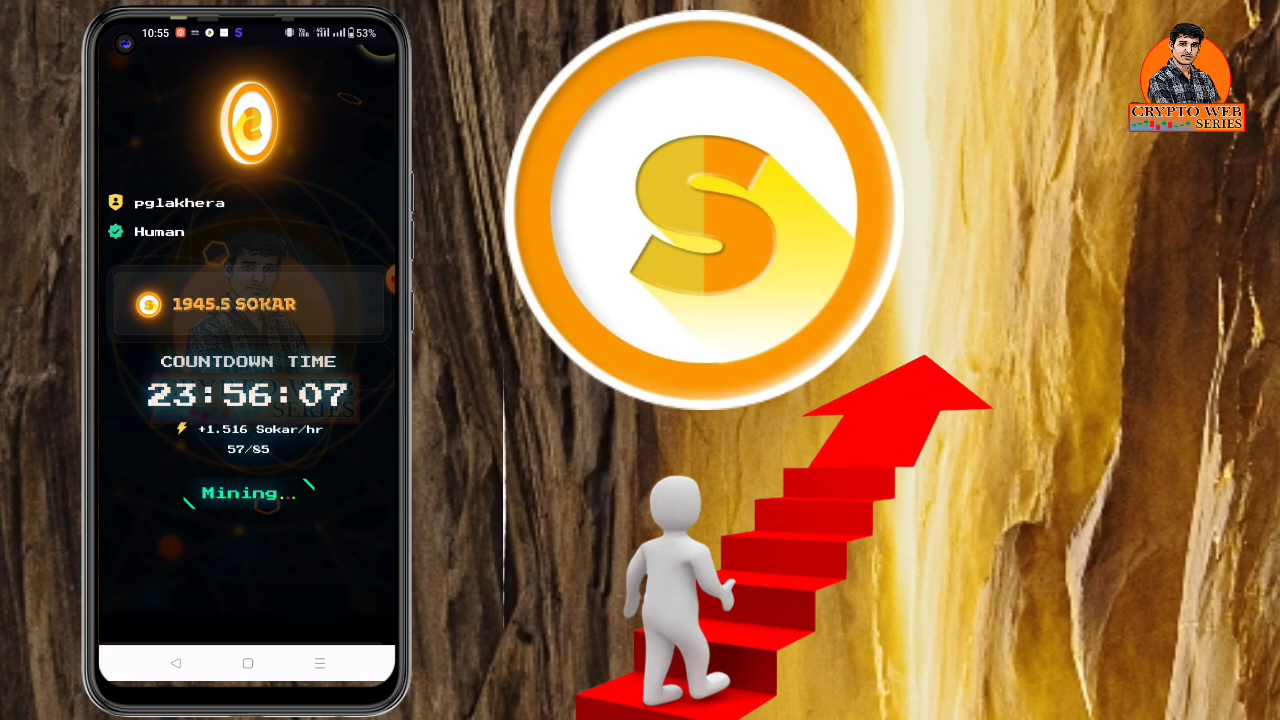 10:55
53%
pglakhera
Human
1945.5 SOKAR
COUNTDOWN TIME
23:56:07
+1.516 Sokar/hr
57/85
Mining...
S
CRYPTO WEB
SERIES